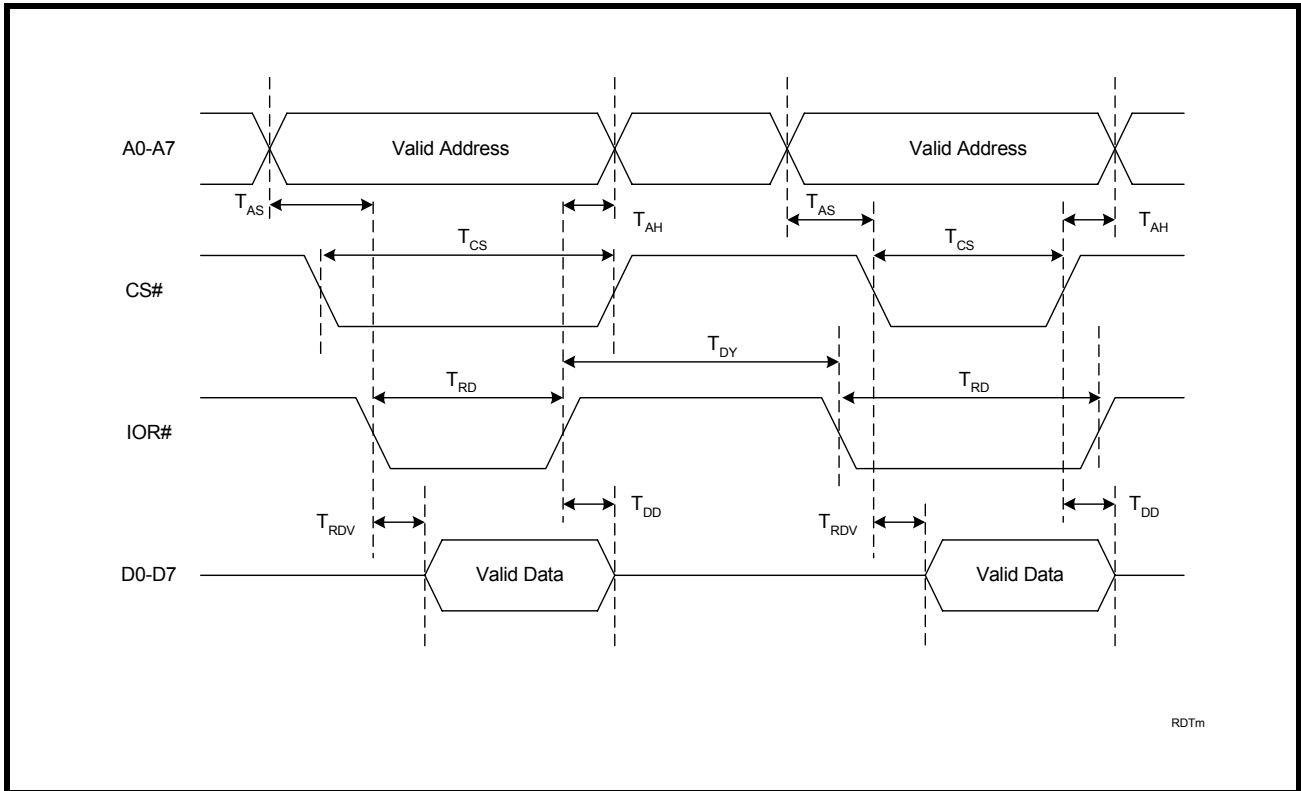 A0-A7
Valid Address
Valid Address
TAS
TAH
TAS
TAH
TCS
TCS
CS#
TDY
TRD
TRD
IOR#
TRDV
TDD
TRDV
TDD
D0-D7
Valid Data
Valid Data
RDTm